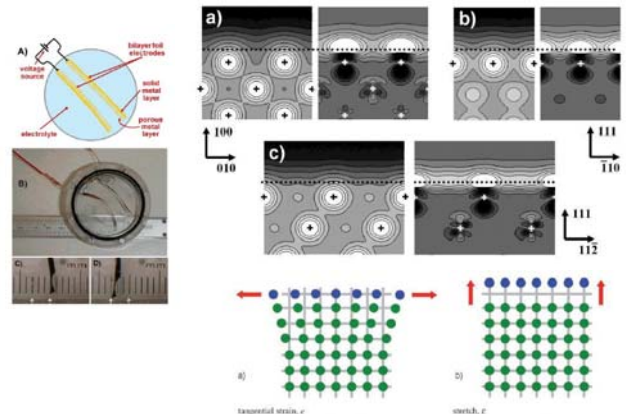 A)
voltage
source
bilayer foil
electrodes
solid
metal
layer
porous
metal
layer
electrolyte
B)
C)
a)
100
010
b)
111
1̅10
c)
111
112̅
a)
tangential strain, e
b)
stretch, ε